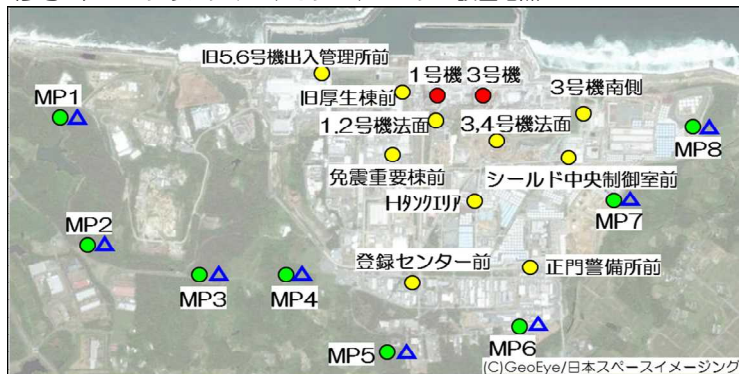 旧5.6号機出入管理所前
1号機 3号機
3号機南側
MP1
旧厚生棟前
1.2号機法面
3,4号機法面
MP8
免震重要棟前
シールド中央制御室前
Hタンクエリア
MP7
MP2
登録センター前
正門警備所前
MP3
MP4
MP5
MP6
(C)GeoEye/日本スペースイメージング